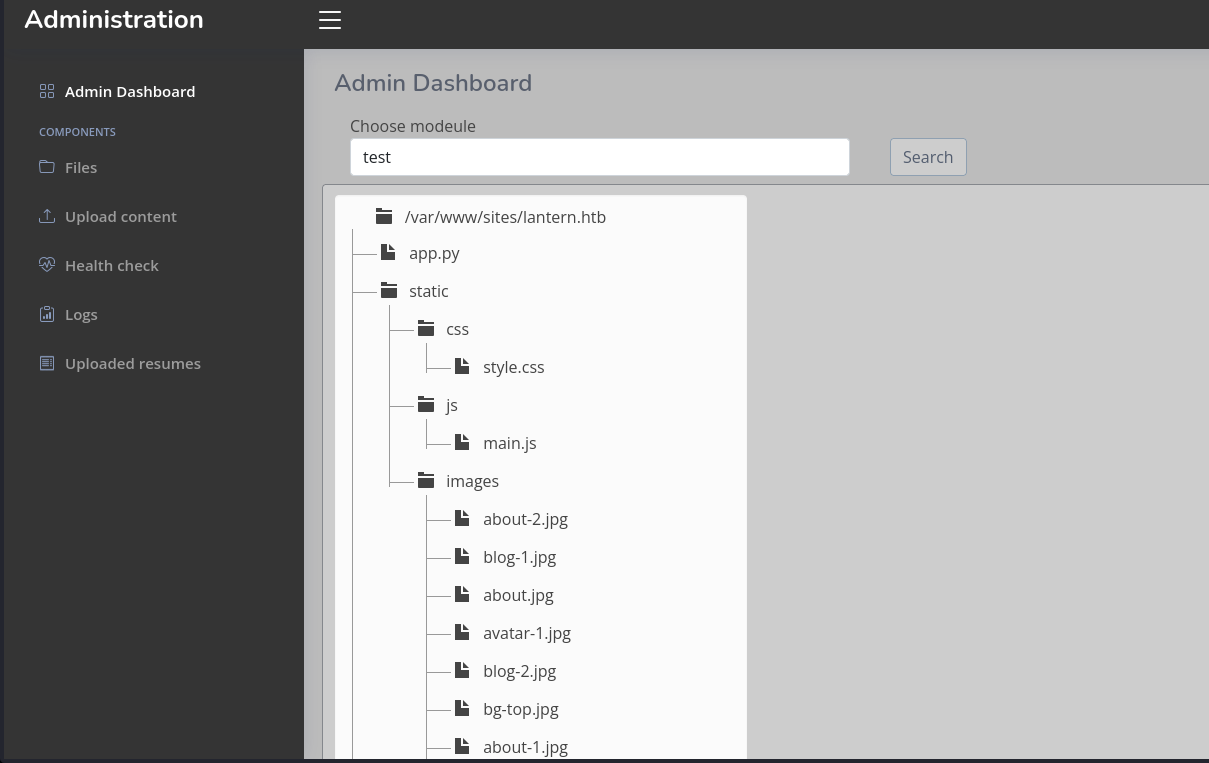 Administration
Admin Dashboard
COMPONENTS
Files
Upload content
Health check
Logs
Uploaded resumes
Admin Dashboard
Choose modeule
test
Search
/var/www/sites/lantern.htb
app.py
static
css
style.css
js
main.js
images
about-2.jpg
blog-1.jpg
about.jpg
avatar-1.jpg
blog-2.jpg
bg-top.jpg
about-1.jpg